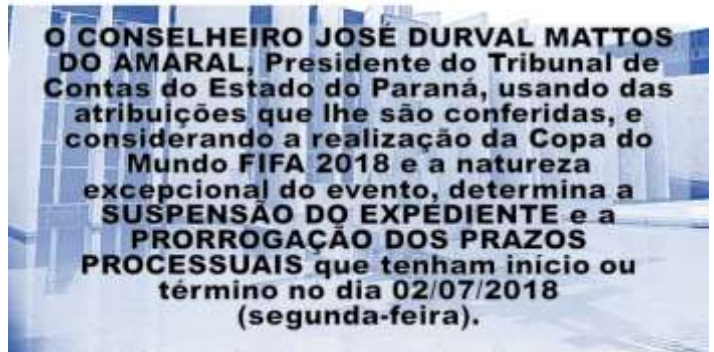 O CONSELHEIRO JOSÉ DURVAL MATTOS
DO AMARAL, Presidente do Tribunal de
Contas do Estado do Paraná, usando das
atribuições que lhe são conferidas, e
considerando a realização da Copa do
Mundo FIFA 2018 e a natureza
excepcional do evento, determina a
SUSPENSÃO DO EXPEDIENTE e a
PRORROGAÇÃO DOS PRAZOS
PROCESSUAIS que tenham início ou
término no dia 02/07/2018
(segunda-feira).